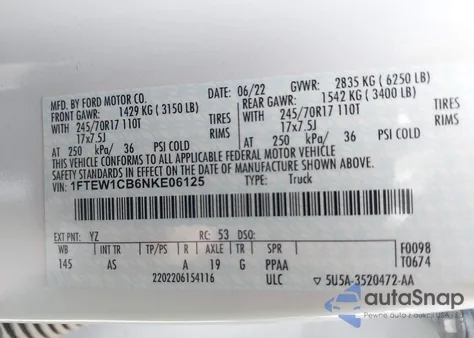 MFD. BY FORD MOTOR CO.
DATE: 06/22 GVWR: 2835 KG ( 6250 LB)
FRONT GAWR: 1429 KG ( 3150 LB) REAR GAWR: 1542 KG ( 3400 LB)
WITH 245/70R17 110T TIRES WITH 245/70R17 110T TIRES
17x7.5J RIMS 17x7.5J RIMS
AT 250 kPa/ 36 PSI COLD AT 250 kPa/ 36 PSI COLD
THIS VEHICLE CONFORMS TO ALL APPLICABLE FEDERAL MOTOR VEHICLE
SAFETY STANDARDS IN EFFECT ON THE DATE OF MANUFACTURE SHOWN ABOVE.
VIN: 1FTEW1CB6NKE06125 TYPE: Truck
EXT PNT: YZ RC: 53 DSO: F0098
WB INT TR TP/PS R AXLE TR SPR T0674
145 AS A 19 G PPAA
2202206154116 ULC 5U5A-3520472-AA
autaSnap
Pewne auta z aukcji USA